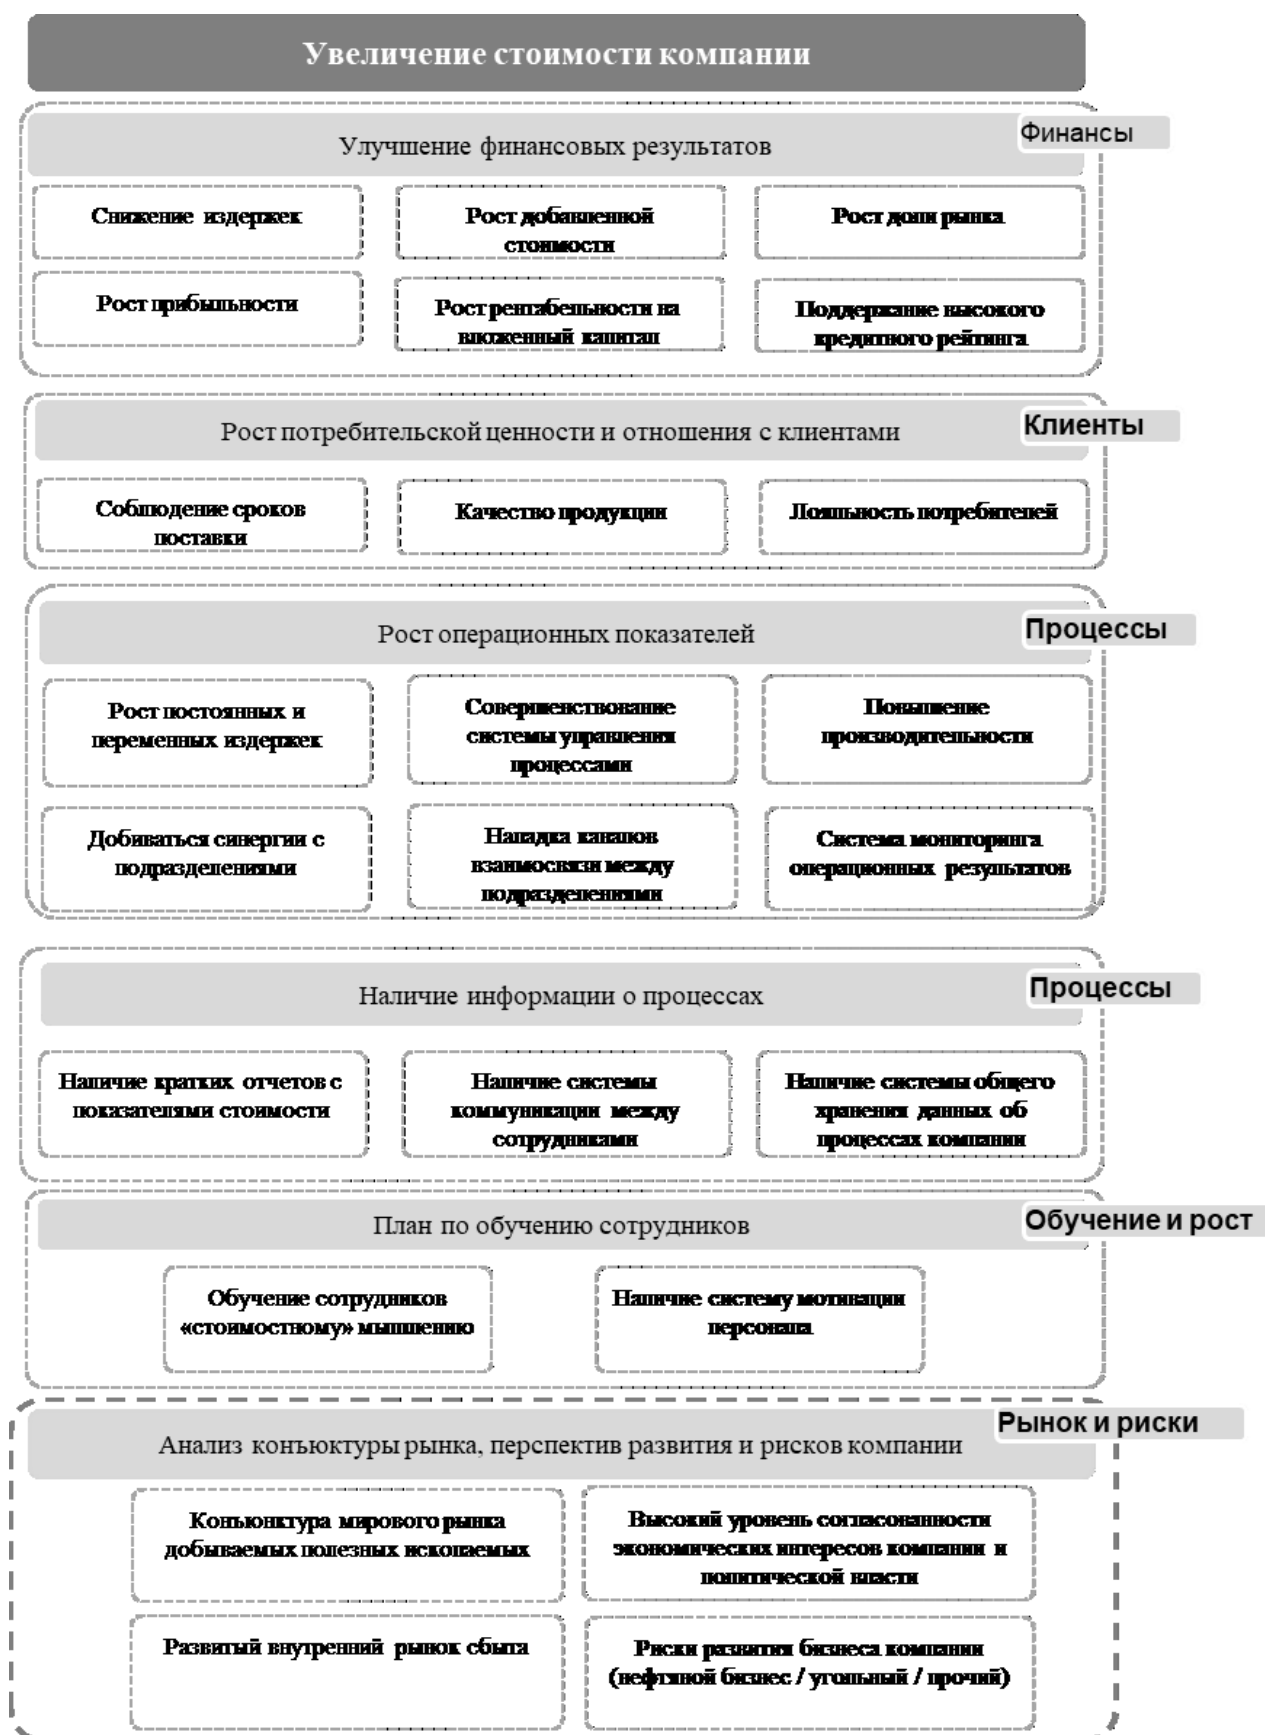 Увеличение стоимости компании
Финансы
Улучшение финансовых результатов
Снижение издержек
Рост добавленной
стоимости
Рост доли рынка
Рост прибыльности
Рост рентабельности на
вложенный капитал
Поддержание высокого
кредитного рейтинга
Клиенты
Рост потребительской ценности и отношения с клиентами
Соблюдение сроков
поставки
Качество продукции
Лояльность потребителей
Процессы
Рост операционных показателей
Рост постоянных и
переменных издержек
Совершенствование
системы управления
процессами
Повышение
производительности
Добиваться синергии с
подразделениями
Наладка каналов
взаимосвязи между
подразделениями
Система мониторинга
операционных результатов
Процессы
Наличие информации о процессах
Наличие кратких отчетов с
показателями стоимости
Наличие системы
коммуникации между
сотрудниками
Наличие системы общего
хранения данных об
процессах компании
Обучение и рост
План по обучению сотрудников
Обучение сотрудников
«стоимостному» мышлению
Наличие систему мотивации
персонала
Рынок и риски
Анализ конъюктуры рынка, перспектив развития и рисков компании
Конъюнктура мирового рынка
добываемых полезных ископаемых
Высокий уровень согласованности
экономических интересов компании и
политической власти
Развитый внутренний рынок сбыта
Риски развития бизнеса компании
(нефтяной бизнес / угольный / прочий)